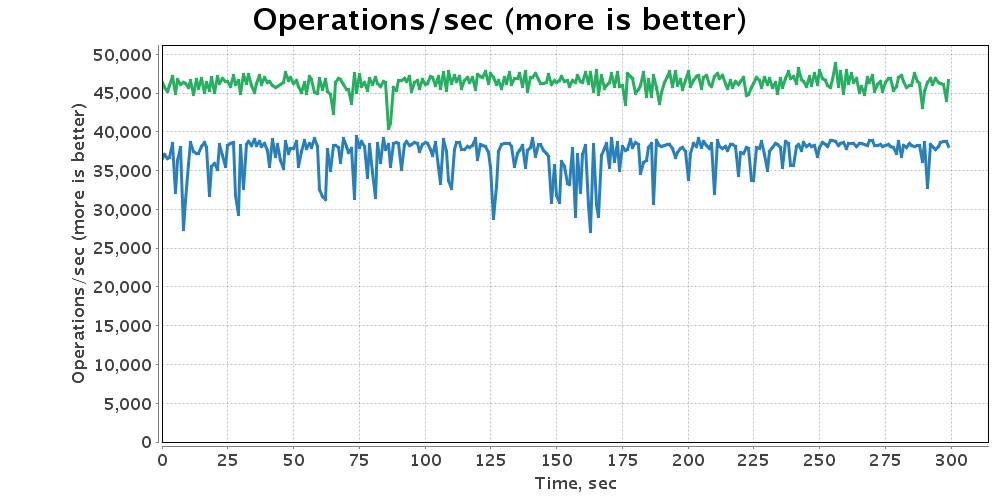 Operations/sec (more is better)
Operations/sec (more is better)
50,000
45,000
40,000
35,000
30,000
25,000
20,000
15,000
10,000
5,000
0
0 25 50 75 100 125 150 175 200 225 250 275 300
Time, sec